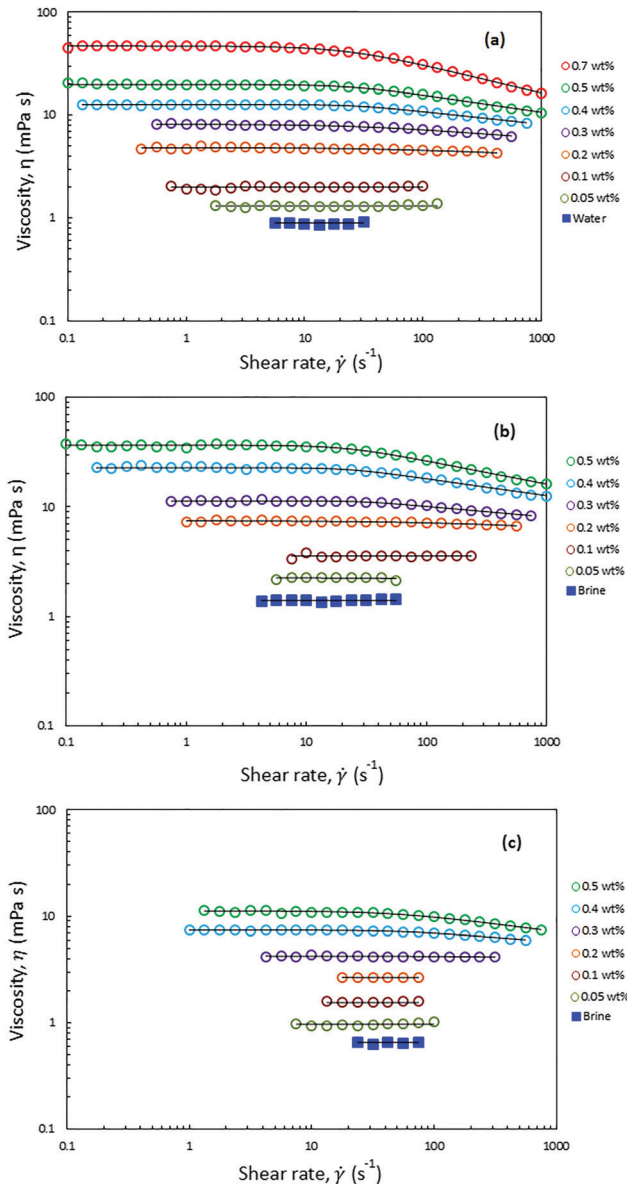 100
10
1
0.1
Viscosity, η (mPa s)
(a)
0.7 wt%
0.5 wt%
0.4 wt%
0.3 wt%
0.2 wt%
0.1 wt%
0.05 wt%
Water
0.1 1 10 100 1000
Shear rate, γ̇ (s⁻¹)
100
10
1
0.1
Viscosity, η (mPa s)
(b)
0.5 wt%
0.4 wt%
0.3 wt%
0.2 wt%
0.1 wt%
0.05 wt%
Brine
0.1 1 10 100 1000
Shear rate, γ̇ (s⁻¹)
100
10
1
0.1
Viscosity, η (mPa s)
(c)
0.5 wt%
0.4 wt%
0.3 wt%
0.2 wt%
0.1 wt%
0.05 wt%
Brine
0.1 1 10 100 1000
Shear rate, γ̇ (s⁻¹)